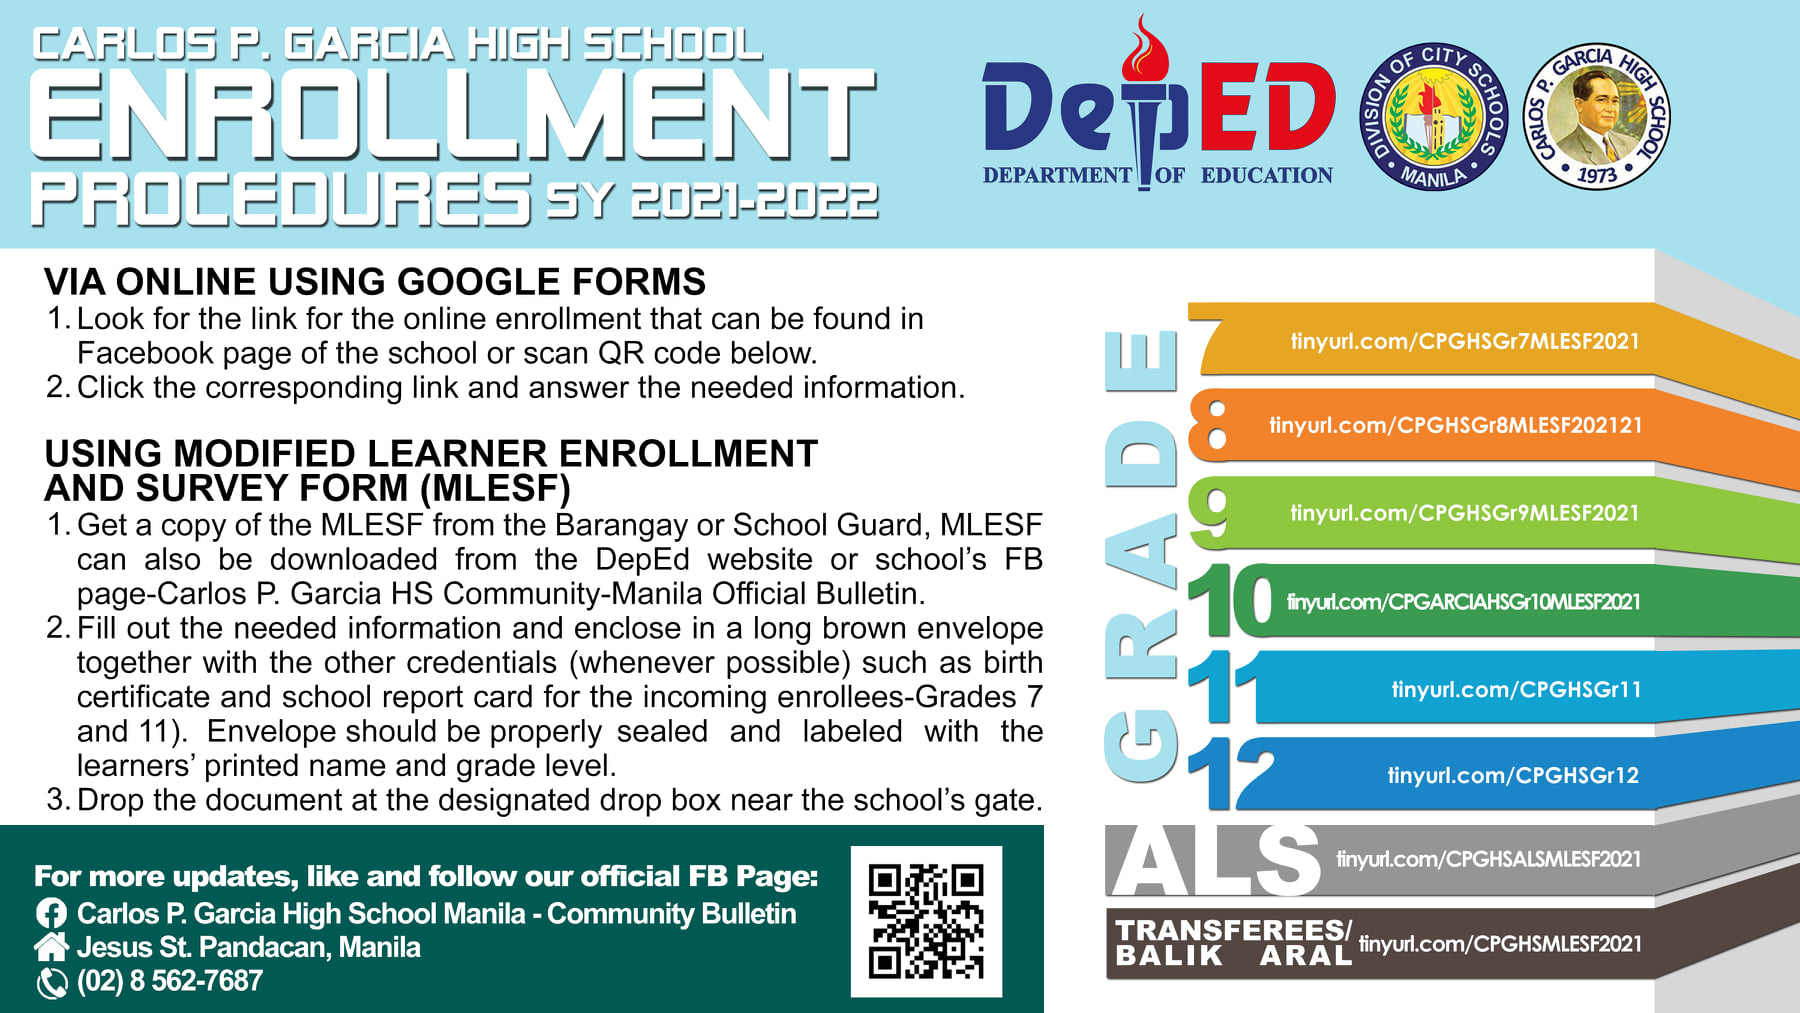 CARLOS P. GARCIA HIGH SCHOOL
ENROLLMENT
PROCEDURES SY 2021-2022
DepED
DEPARTMENT OF EDUCATION
DIVISION OF CITY SCHOOLS
• MANILA •
CARLOS P. GARCIA HIGH SCHOOL
• 1973 •
VIA ONLINE USING GOOGLE FORMS
1. Look for the link for the online enrollment that can be found in
Facebook page of the school or scan QR code below.
2. Click the corresponding link and answer the needed information.
USING MODIFIED LEARNER ENROLLMENT
AND SURVEY FORM (MLESF)
1. Get a copy of the MLESF from the Barangay or School Guard, MLESF
can also be downloaded from the DepEd website or school’s FB
page-Carlos P. Garcia HS Community-Manila Official Bulletin.
2. Fill out the needed information and enclose in a long brown envelope
together with the other credentials (whenever possible) such as birth
certificate and school report card for the incoming enrollees-Grades 7
and 11). Envelope should be properly sealed and labeled with the
learners’ printed name and grade level.
3. Drop the document at the designated drop box near the school’s gate.
For more updates, like and follow our official FB Page:
Carlos P. Garcia High School Manila - Community Bulletin
Jesus St. Pandacan, Manila
(02) 8 562-7687
GRADE
7 tinyurl.com/CPGHSGr7MLESF2021
8 tinyurl.com/CPGHSGr8MLESF202121
9 tinyurl.com/CPGHSGr9MLESF2021
10 tinyurl.com/CPGARCIAHSGr10MLESF2021
11 tinyurl.com/CPGHSGr11
12 tinyurl.com/CPGHSGr12
ALS tinyurl.com/CPGHSALSMLESF2021
TRANSFEREES/
BALIK ARAL tinyurl.com/CPGHSMLESF2021